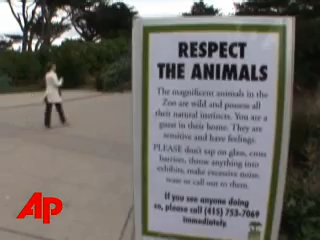 RESPECT
THE ANIMALS
The magnificent animals in the
Zoo are wild and possess all
their natural instincts. You are a
guest in their home. They are
sensitive and have feelings.
PLEASE don't tap on glass, cross
barriers, throw anything into
exhibits, make excessive noise,
or call out to them.
If you see anyone doing
so, please call (415) 753-7069
immediately.
AP